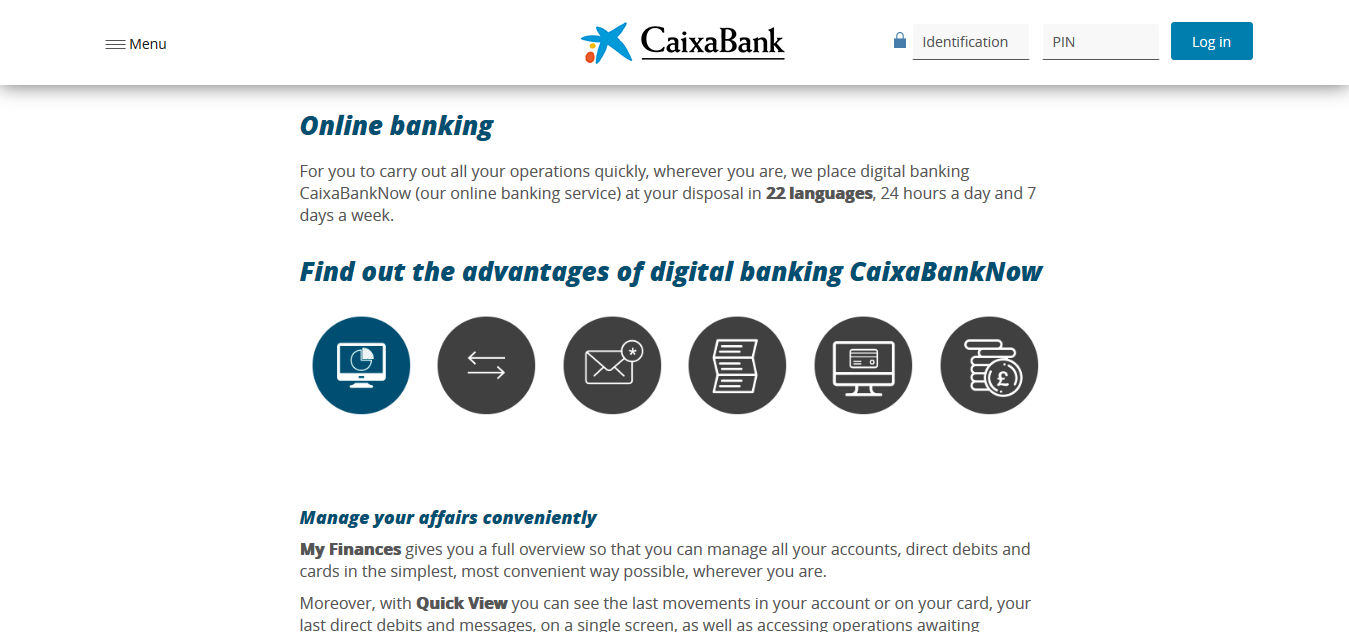 Menu
CaixaBank
Identification
PIN
Log in
Online banking
For you to carry out all your operations quickly, wherever you are, we place digital banking
CaixaBankNow (our online banking service) at your disposal in 22 languages, 24 hours a day and 7
days a week.
Find out the advantages of digital banking CaixaBankNow
*
£
Manage your affairs conveniently
My Finances gives you a full overview so that you can manage all your accounts, direct debits and
cards in the simplest, most convenient way possible, wherever you are.
Moreover, with Quick View you can see the last movements in your account or on your card, your
last direct debits and messages, on a single screen, as well as accessing operations awaiting